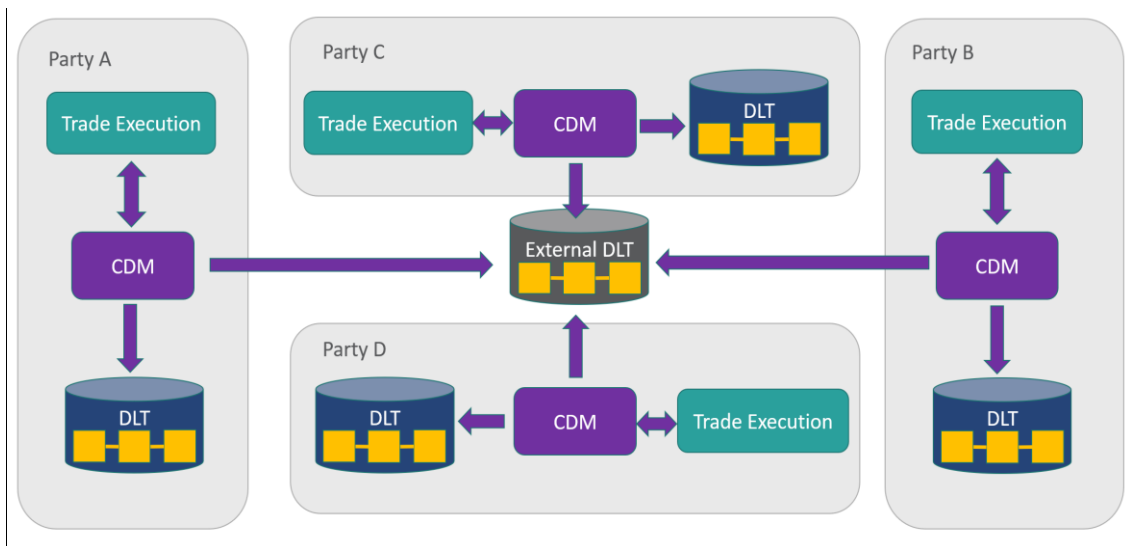 Party A
Trade Execution
CDM
DLT
Party C
Trade Execution
CDM
DLT
External DLT
Party D
DLT
CDM
Trade Execution
Party B
Trade Execution
CDM
DLT